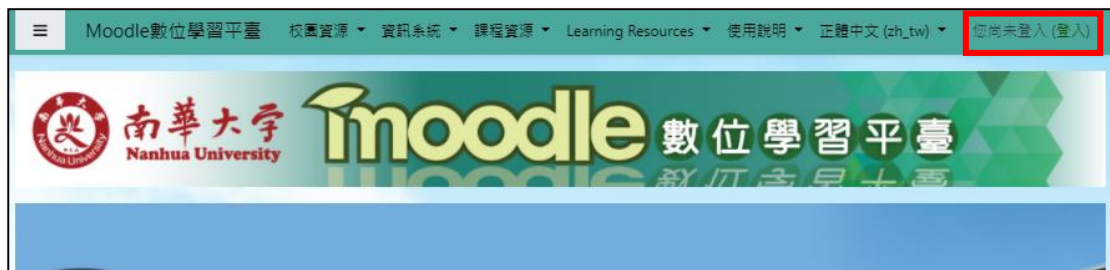 ☰ Moodle數位學習平臺 校園資源 資訊系統 課程資源 Learning Resources 使用說明 正體中文 (zh_tw) 您尚未登入 (登入)
南華大学 moodle 數位學習平臺
Nanhua University